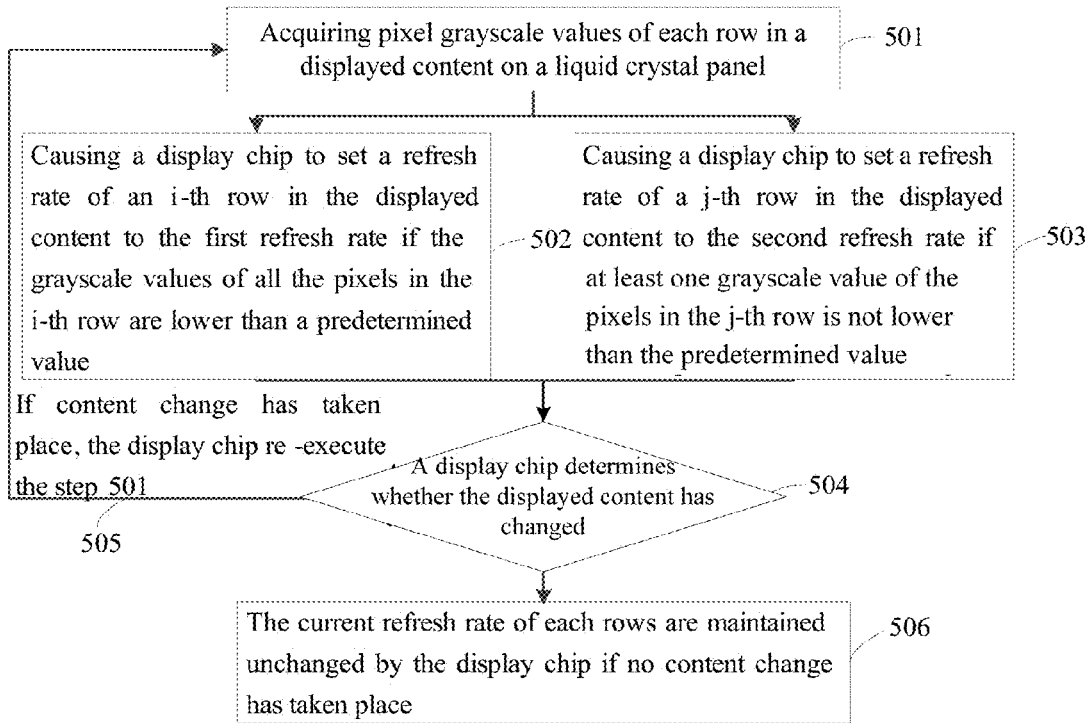 Acquiring pixel grayscale values of each row in a
displayed content on a liquid crystal panel
501
Causing a display chip to set a refresh
rate of an i-th row in the displayed
content to the first refresh rate if the
grayscale values of all the pixels in the
i-th row are lower than a predetermined
value
502
Causing a display chip to set a refresh
rate of a j-th row in the displayed
content to the second refresh rate if
at least one grayscale value of the
pixels in the j-th row is not lower
than the predetermined value
503
If content change has taken
place, the display chip re -execute
the step 501
505
A display chip determines
whether the displayed content has
changed
504
The current refresh rate of each rows are maintained
unchanged by the display chip if no content change
has taken place
506